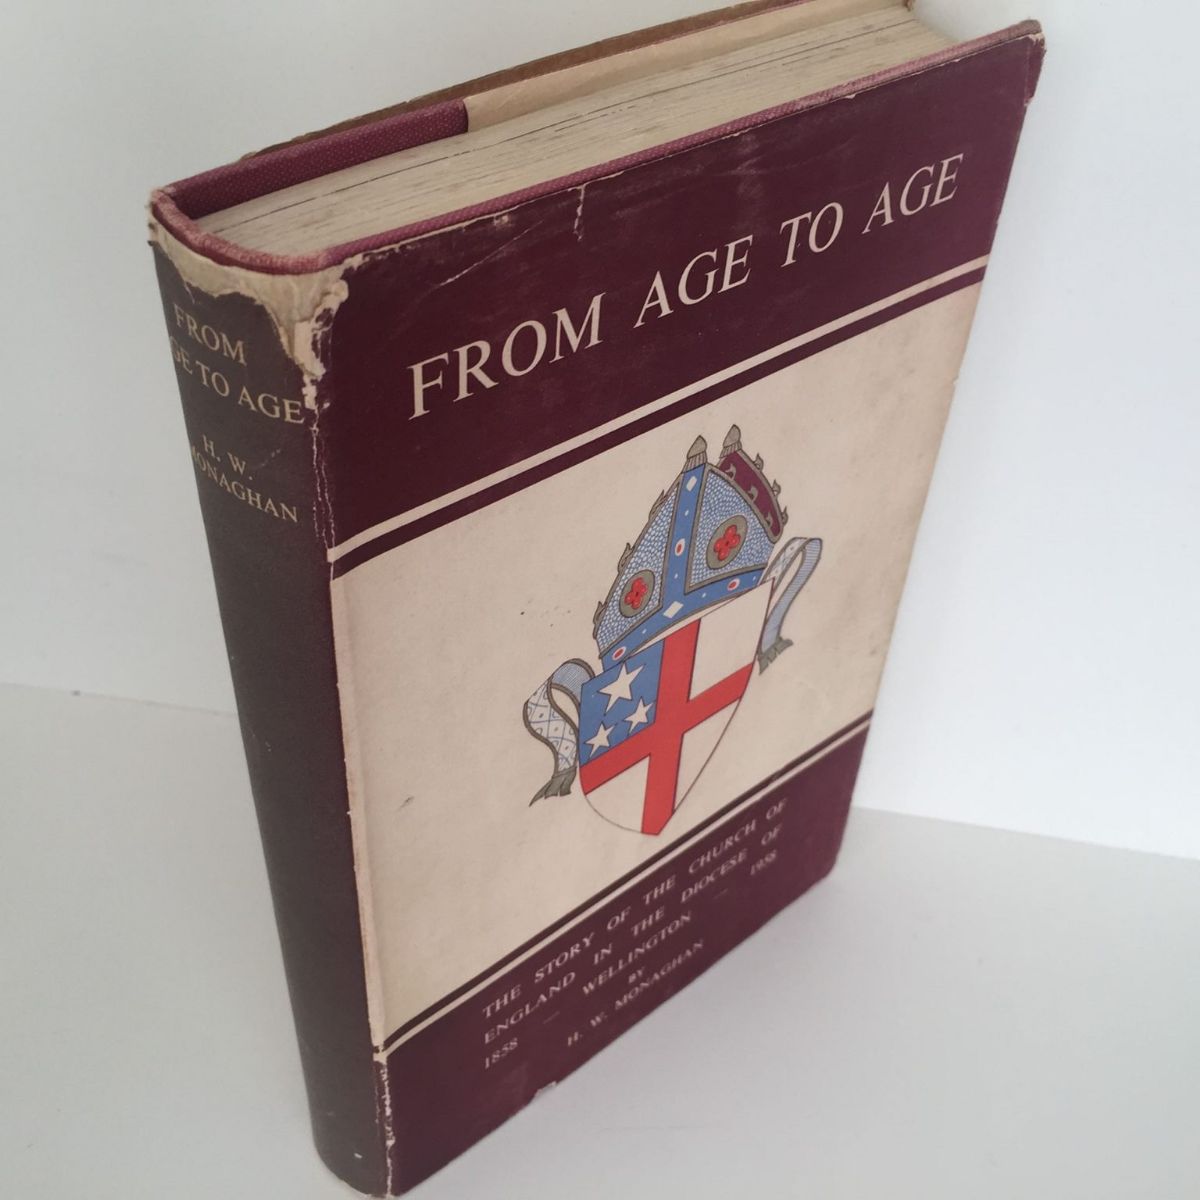 FROM AGE TO AGE
THE STORY OF THE CHURCH OF
ENGLAND IN THE DIOCESE OF
1858 — WELLINGTON — 1958
BY
H. W. MONAGHAN
FROM
GE TO AGE
H. W.
MONAGHAN